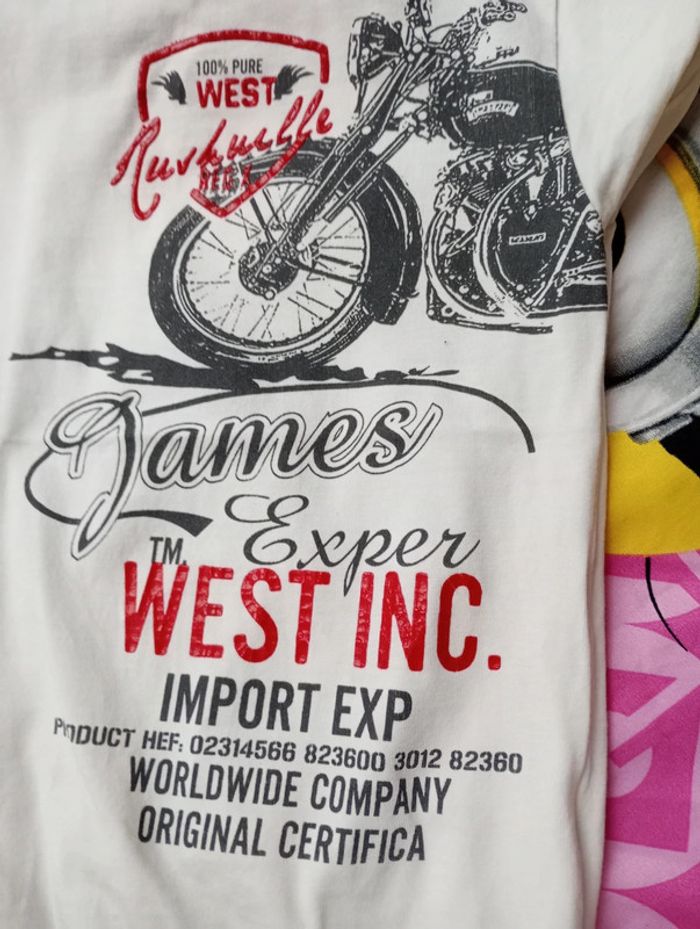 100% PURE
WEST
James
Exper
TM.
WEST INC.
IMPORT EXP
PRODUCT HEF: 02314566 823600 3012 82360
WORLDWIDE COMPANY
ORIGINAL CERTIFICA